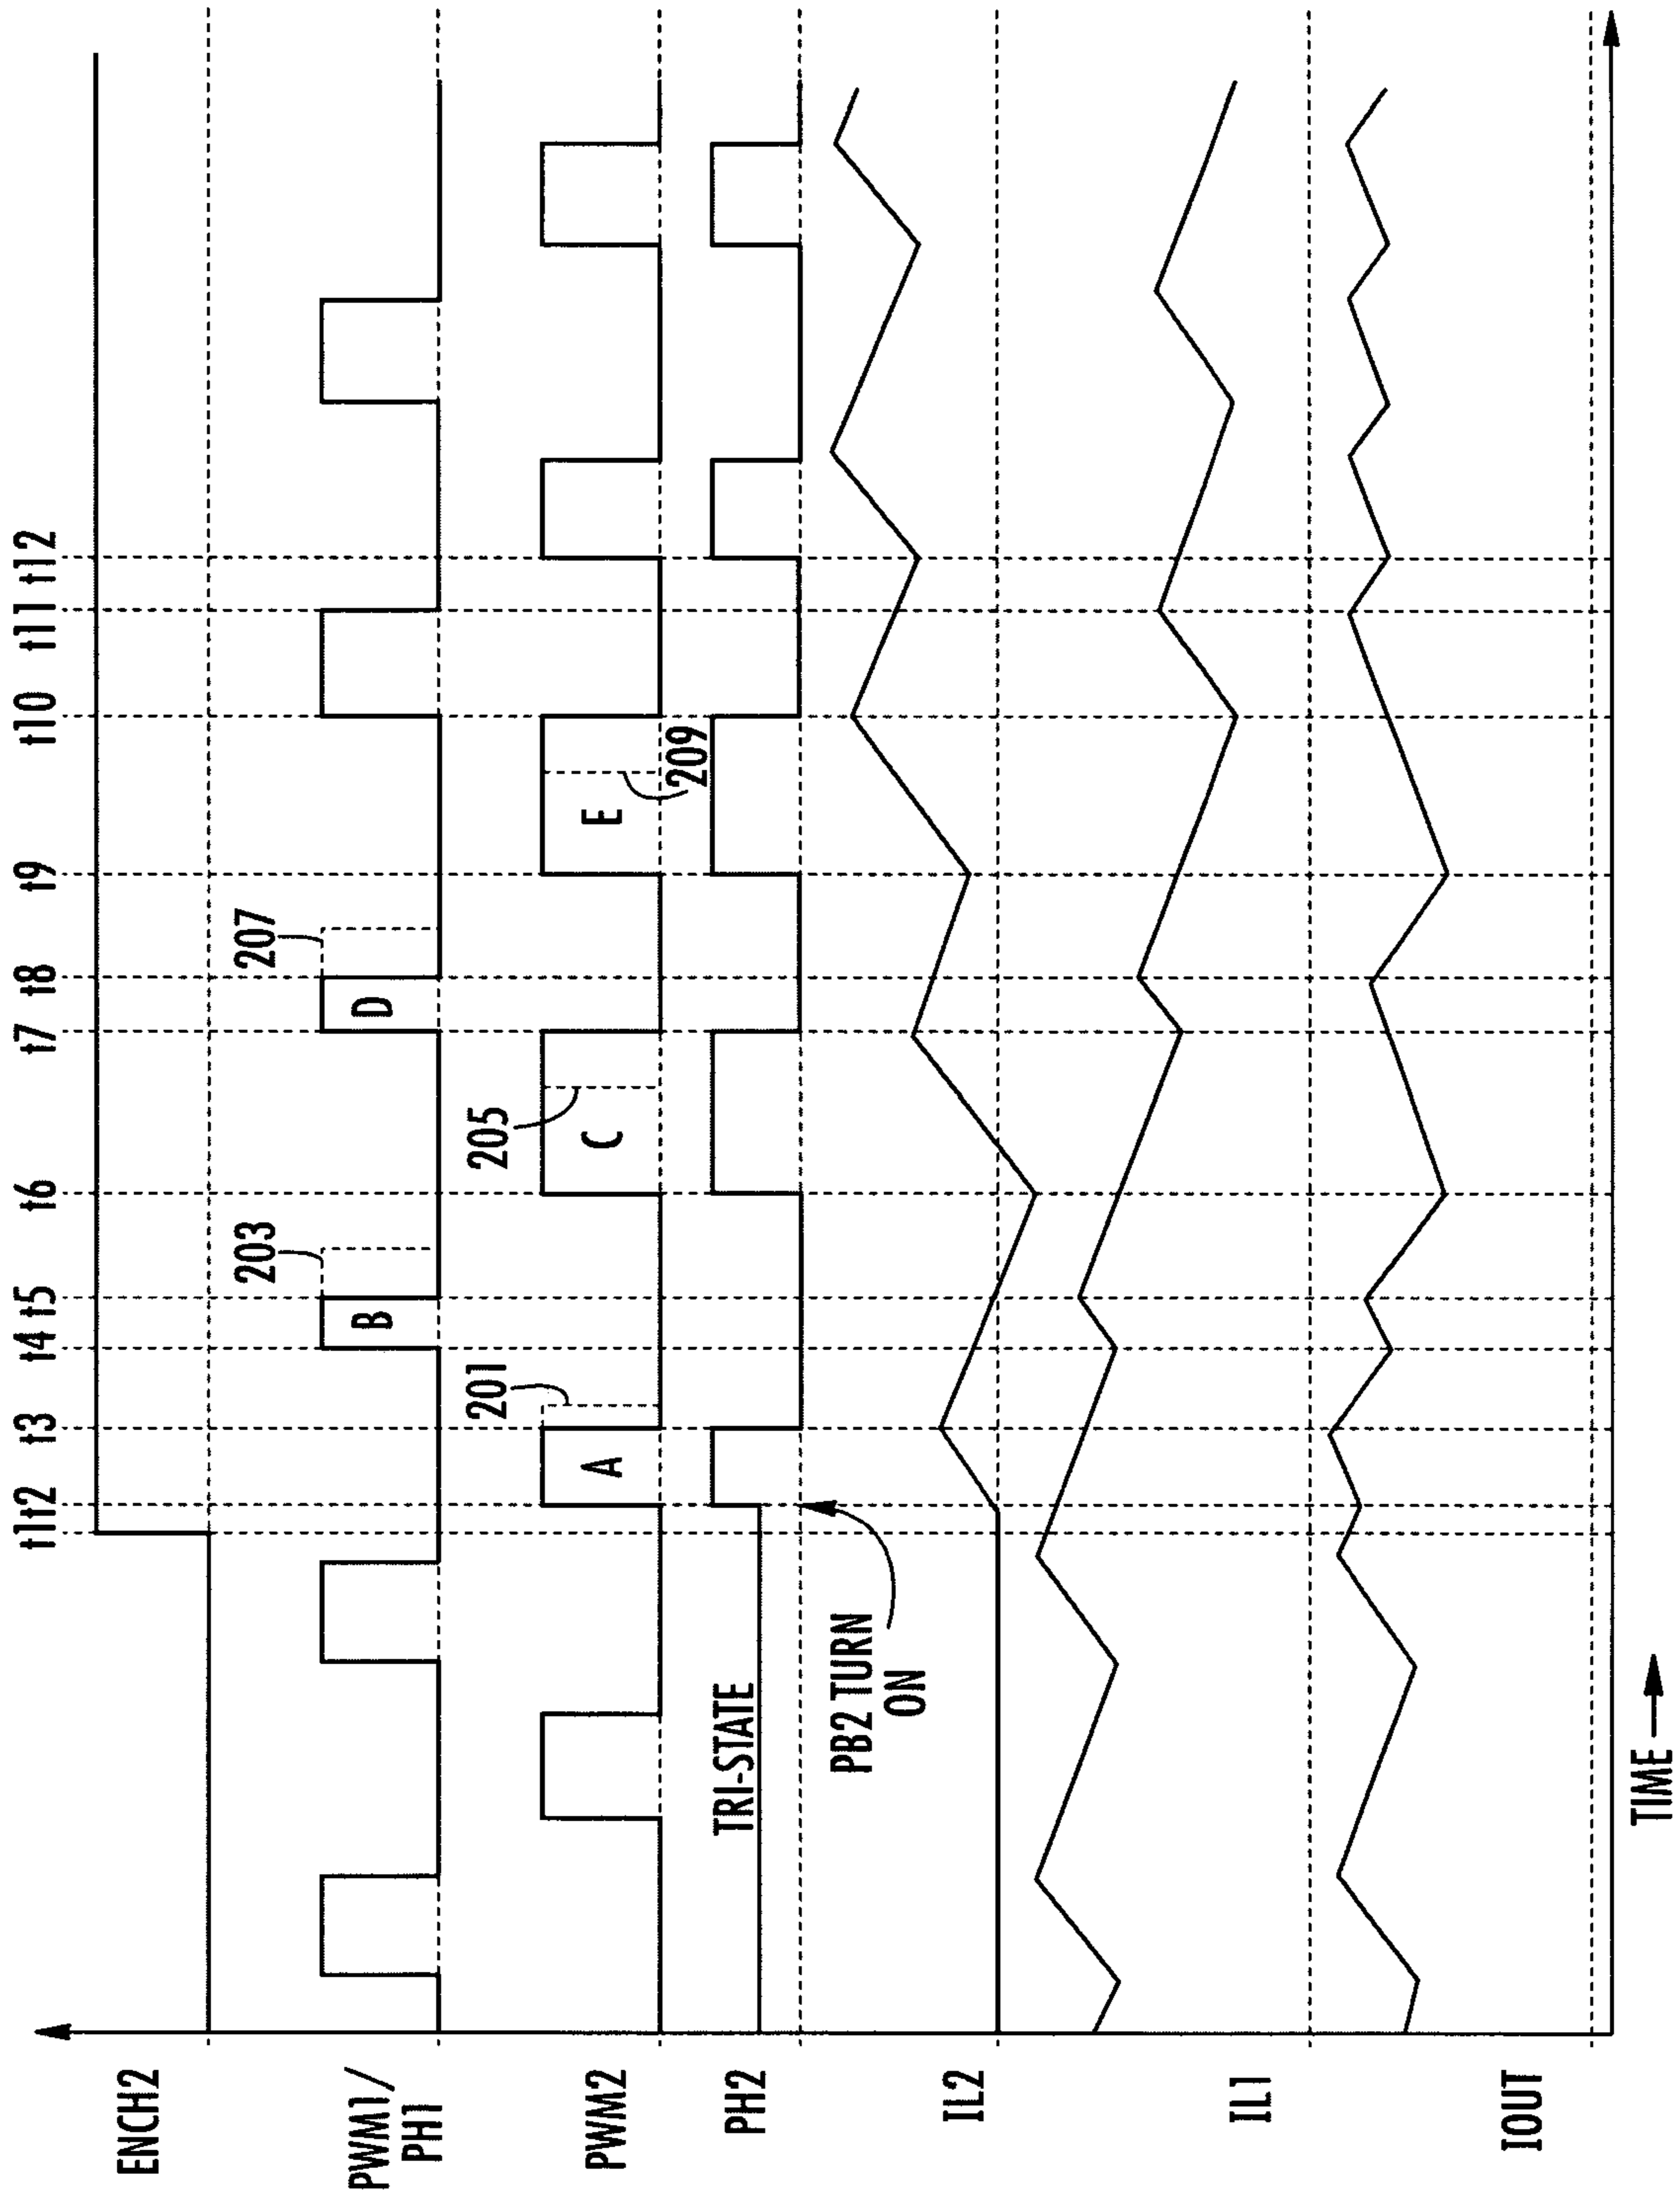 t1 t2 t3 t4 t5 t6 t7 t8 t9 t10 t11 t12
ENCH2
203
207
PWM1/
PH1
B
D
201
205
PWM2
A
C
E
209
PH2
TRI-STATE
PB2 TURN
ON
IL2
IL1
IOUT
TIME